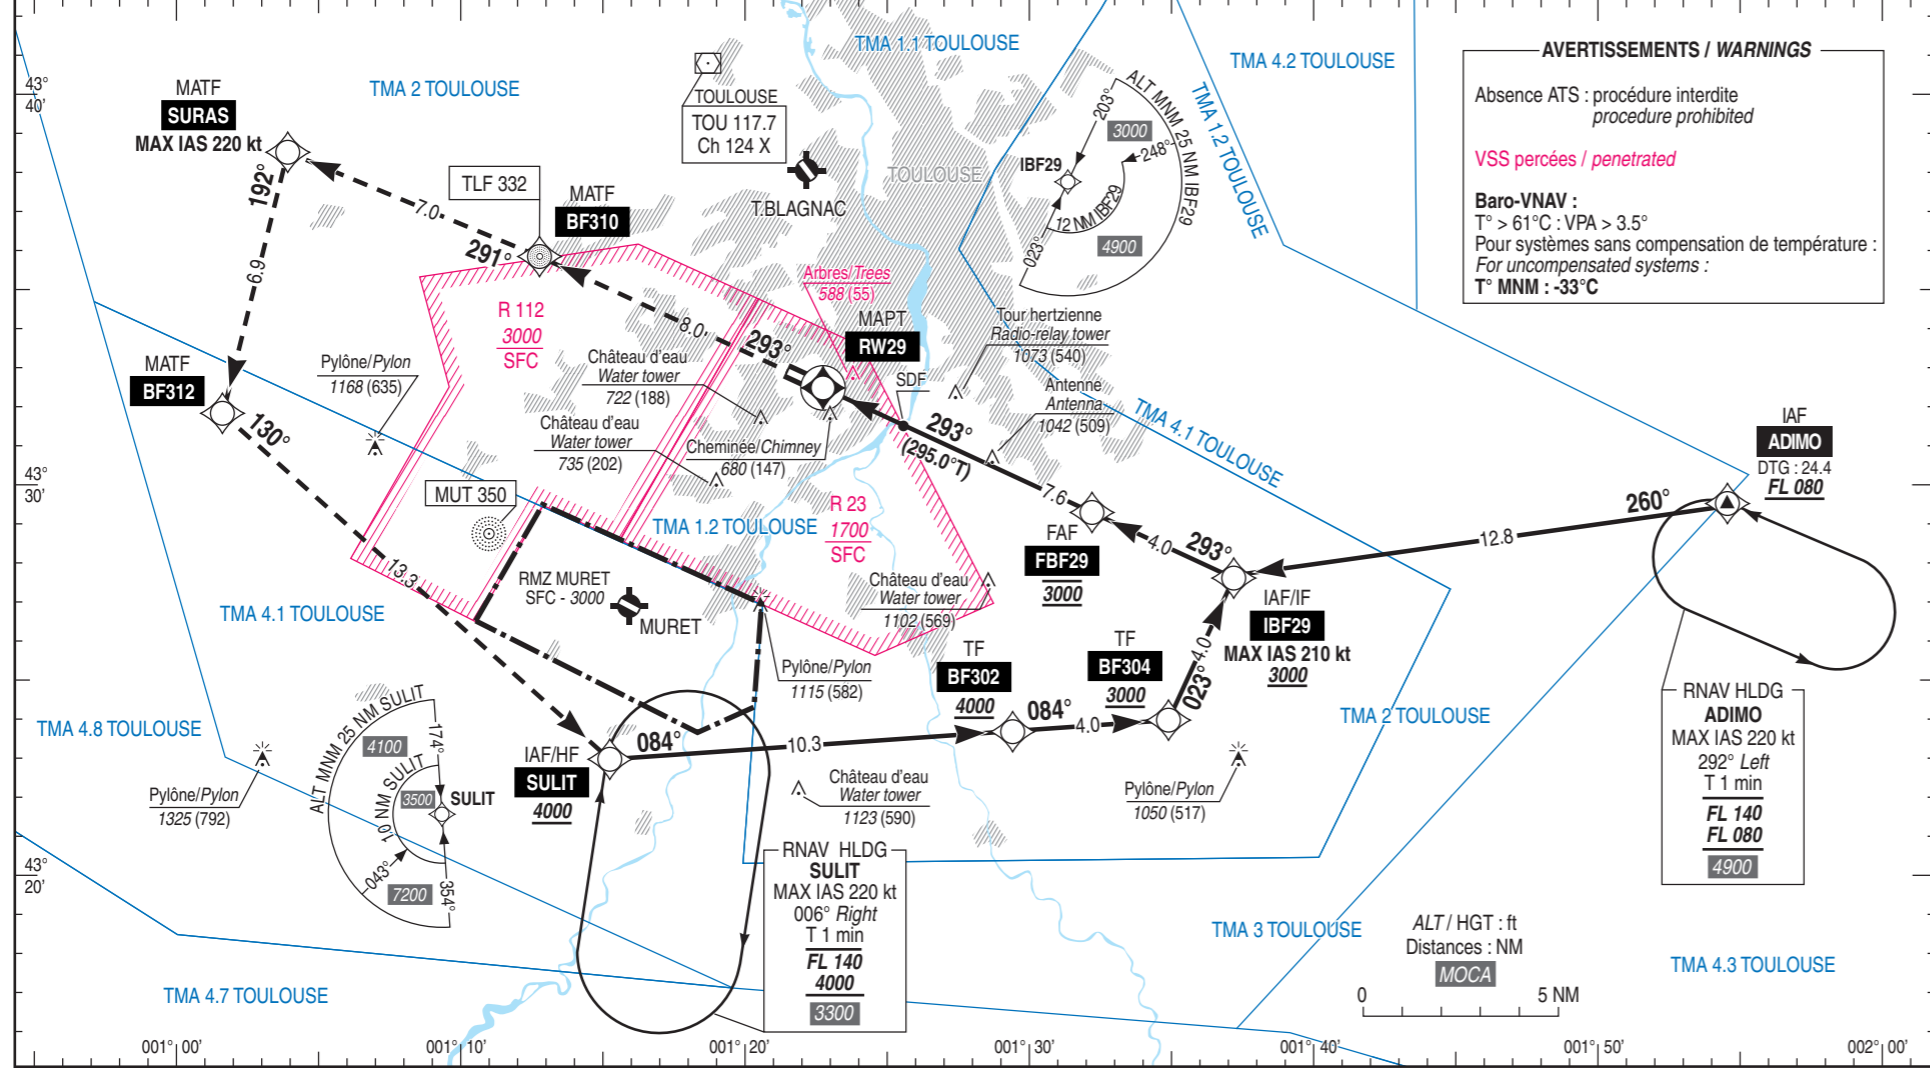 TMA 1.1 TOULOUSE
TMA 4.2 TOULOUSE
AVERTISSEMENTS / WARNINGS
Absence ATS : procédure interdite
procedure prohibited
VSS percées / penetrated
Baro-VNAV :
T° > 61°C : VPA > 3.5°
Pour systèmes sans compensation de température :
For uncompensated systems :
T° MNM : -33°C
43°
40'
MATF
SURAS
MAX IAS 220 kt
TMA 2 TOULOUSE
TOULOUSE
TOU 117.7
Ch 124 X
T.BLAGNAC
TOULOUSE
ALT MNM 25 NM IBF29
203°
3000
248°
IBF29
12 NM IBF29
4900
023°
TMA 1.2 TOULOUSE
192°
7.0
TLF 332
MATF
BF310
291°
6.9
R 112
3000
SFC
8.0
293°
Arbres/Trees
588 (55)
MAPT
RW29
SDF
Tour hertzienne
Radio-relay tower
1073 (540)
Antenne
Antenna
1042 (509)
TMA 4.1 TOULOUSE
MATF
BF312
Pylône/Pylon
1168 (635)
130°
Château d'eau
Water tower
722 (188)
Château d'eau
Water tower
735 (202)
Cheminée/Chimney
680 (147)
293°
(295.0°T)
7.6
IAF
ADIMO
DTG : 24.4
FL 080
260°
12.8
43°
30'
MUT 350
TMA 1.2 TOULOUSE
R 23
1700
SFC
FAF
FBF29
3000
4.0
293°
13.3
RMZ MURET
SFC - 3000
MURET
Château d'eau
Water tower
1102 (569)
TMA 4.1 TOULOUSE
IAF/IF
IBF29
MAX IAS 210 kt
3000
Pylône/Pylon
1115 (582)
TF
BF302
4000
TF
BF304
3000
4.0
023°
084°
4.0
RNAV HLDG
ADIMO
MAX IAS 220 kt
292° Left
T 1 min
FL 140
FL 080
4900
TMA 2 TOULOUSE
TMA 4.8 TOULOUSE
ALT MNM 25 NM SULIT
4100
174°
10 NM SULIT
3500
SULIT
043°
7200
354°
Pylône/Pylon
1325 (792)
IAF/HF
SULIT
4000
084°
10.3
Château d'eau
Water tower
1123 (590)
Pylône/Pylon
1050 (517)
43°
20'
RNAV HLDG
SULIT
MAX IAS 220 kt
006° Right
T 1 min
FL 140
4000
3300
TMA 3 TOULOUSE
ALT / HGT : ft
Distances : NM
MOCA
0
5 NM
TMA 4.3 TOULOUSE
TMA 4.7 TOULOUSE
001° 00'
001° 10'
001° 20'
001° 30'
001° 40'
001° 50'
002° 00'